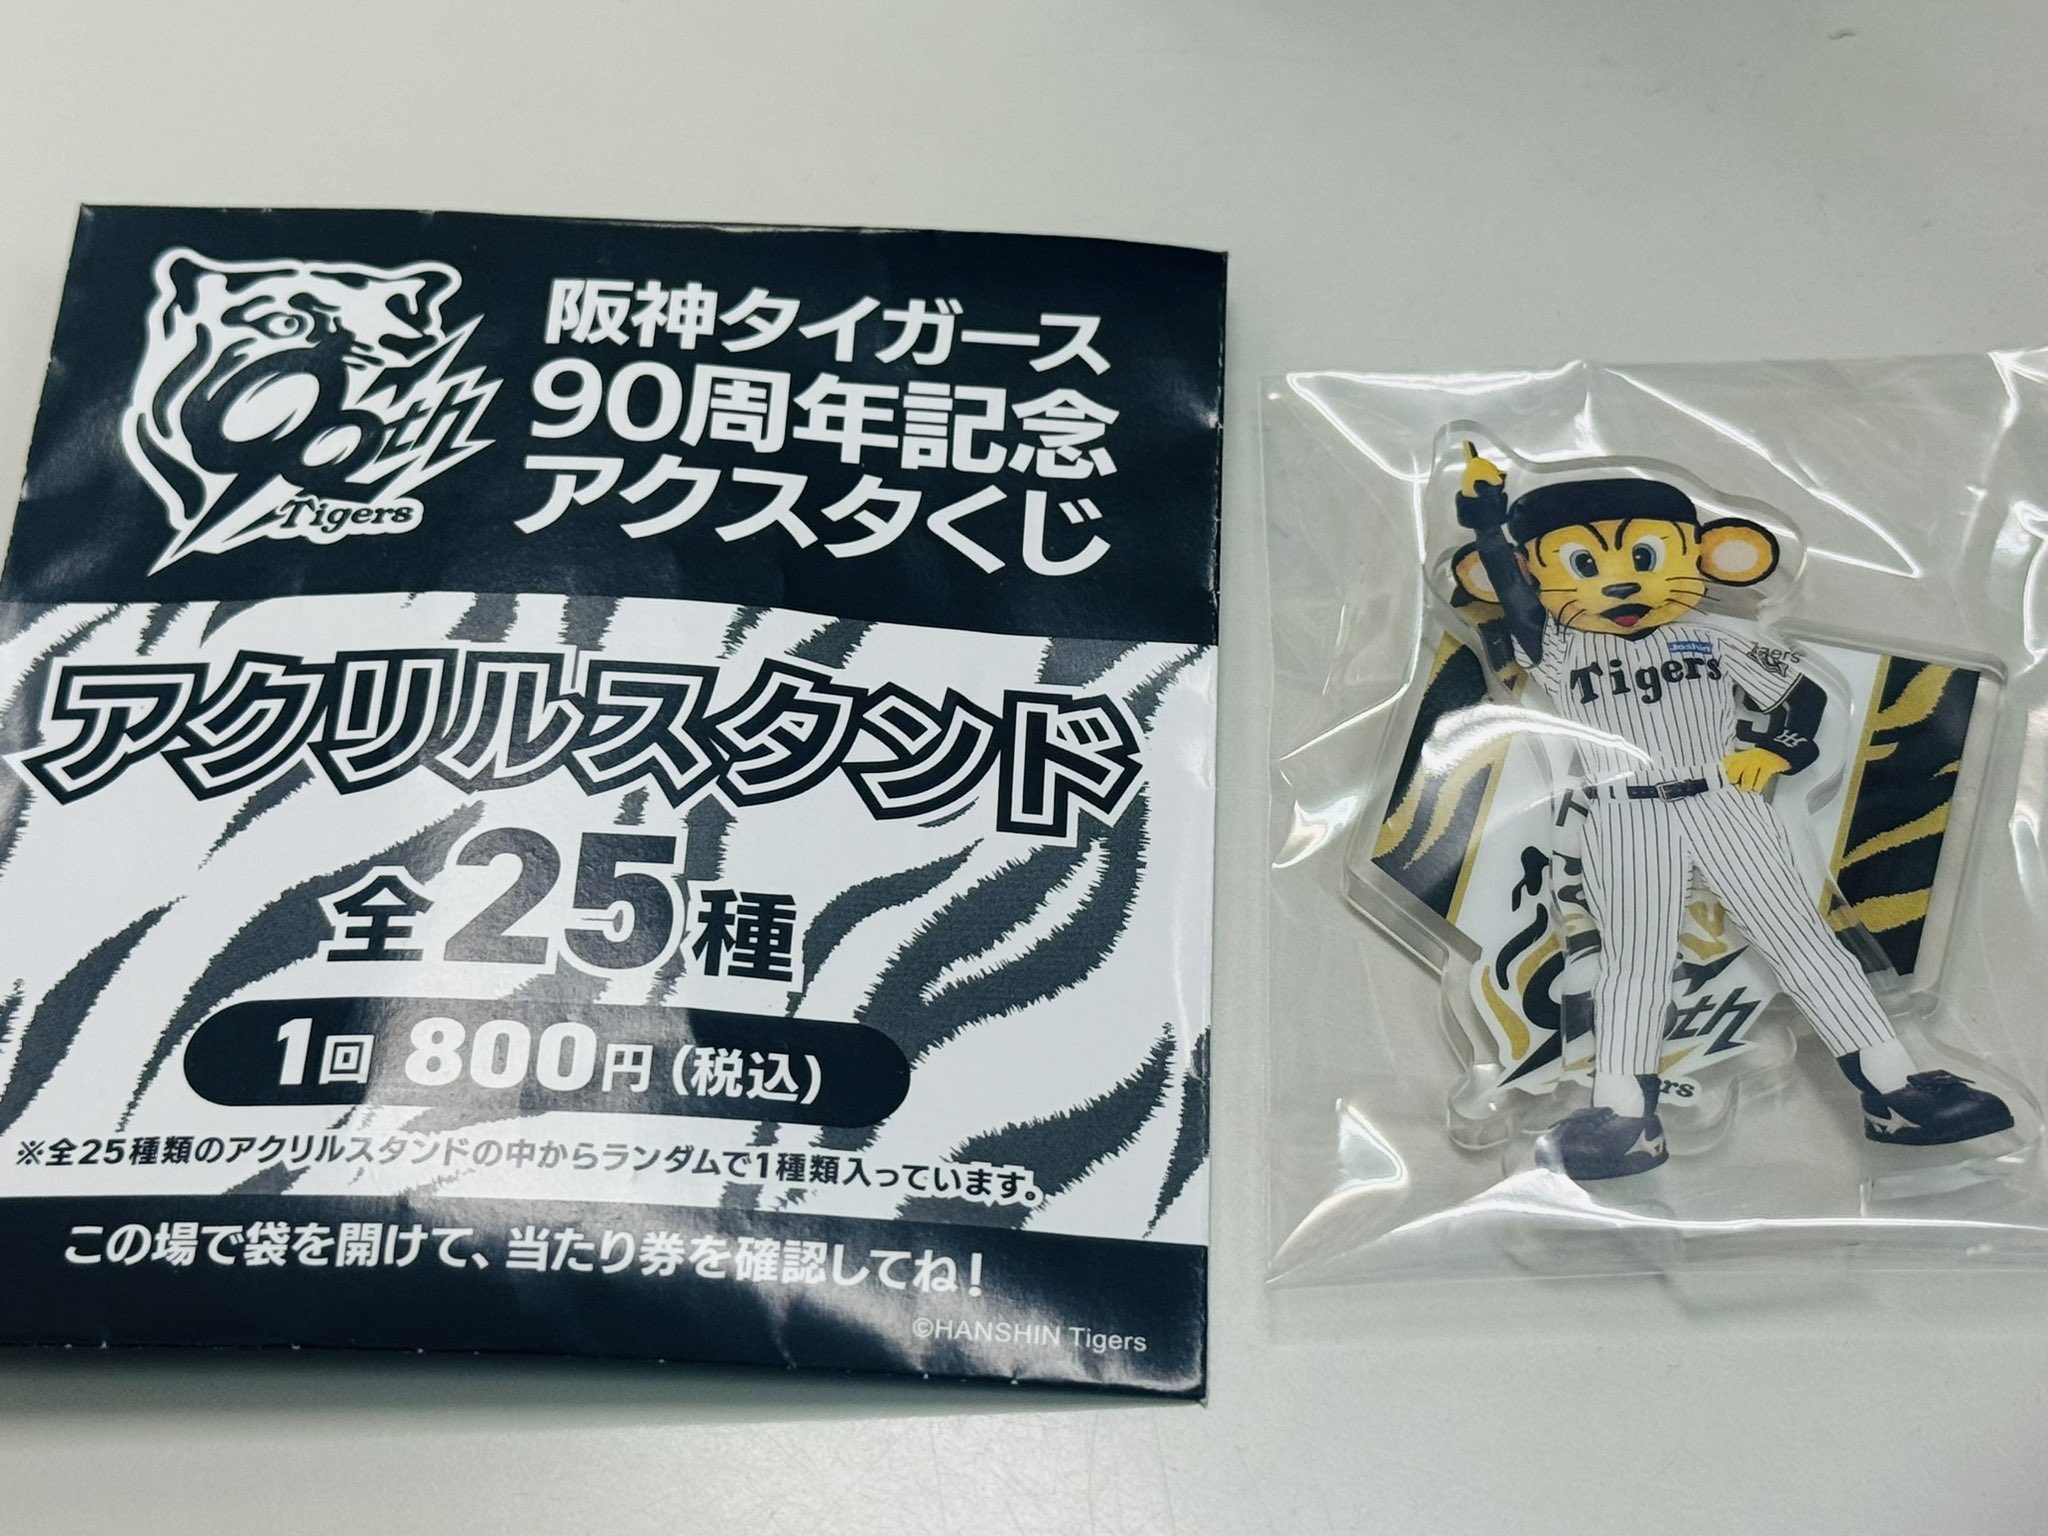 阪神タイガース
90周年記念
アクスタくじ
90th
Tigers
アクリルスタンド
全25種
1回 800円(税込)
※全25種類のアクリルスタンドの中からランダムで1種類入っています。
この場で袋を開けて、当たり券を確認してね!
©HANSHIN Tigers
Joshin
Tigers
th